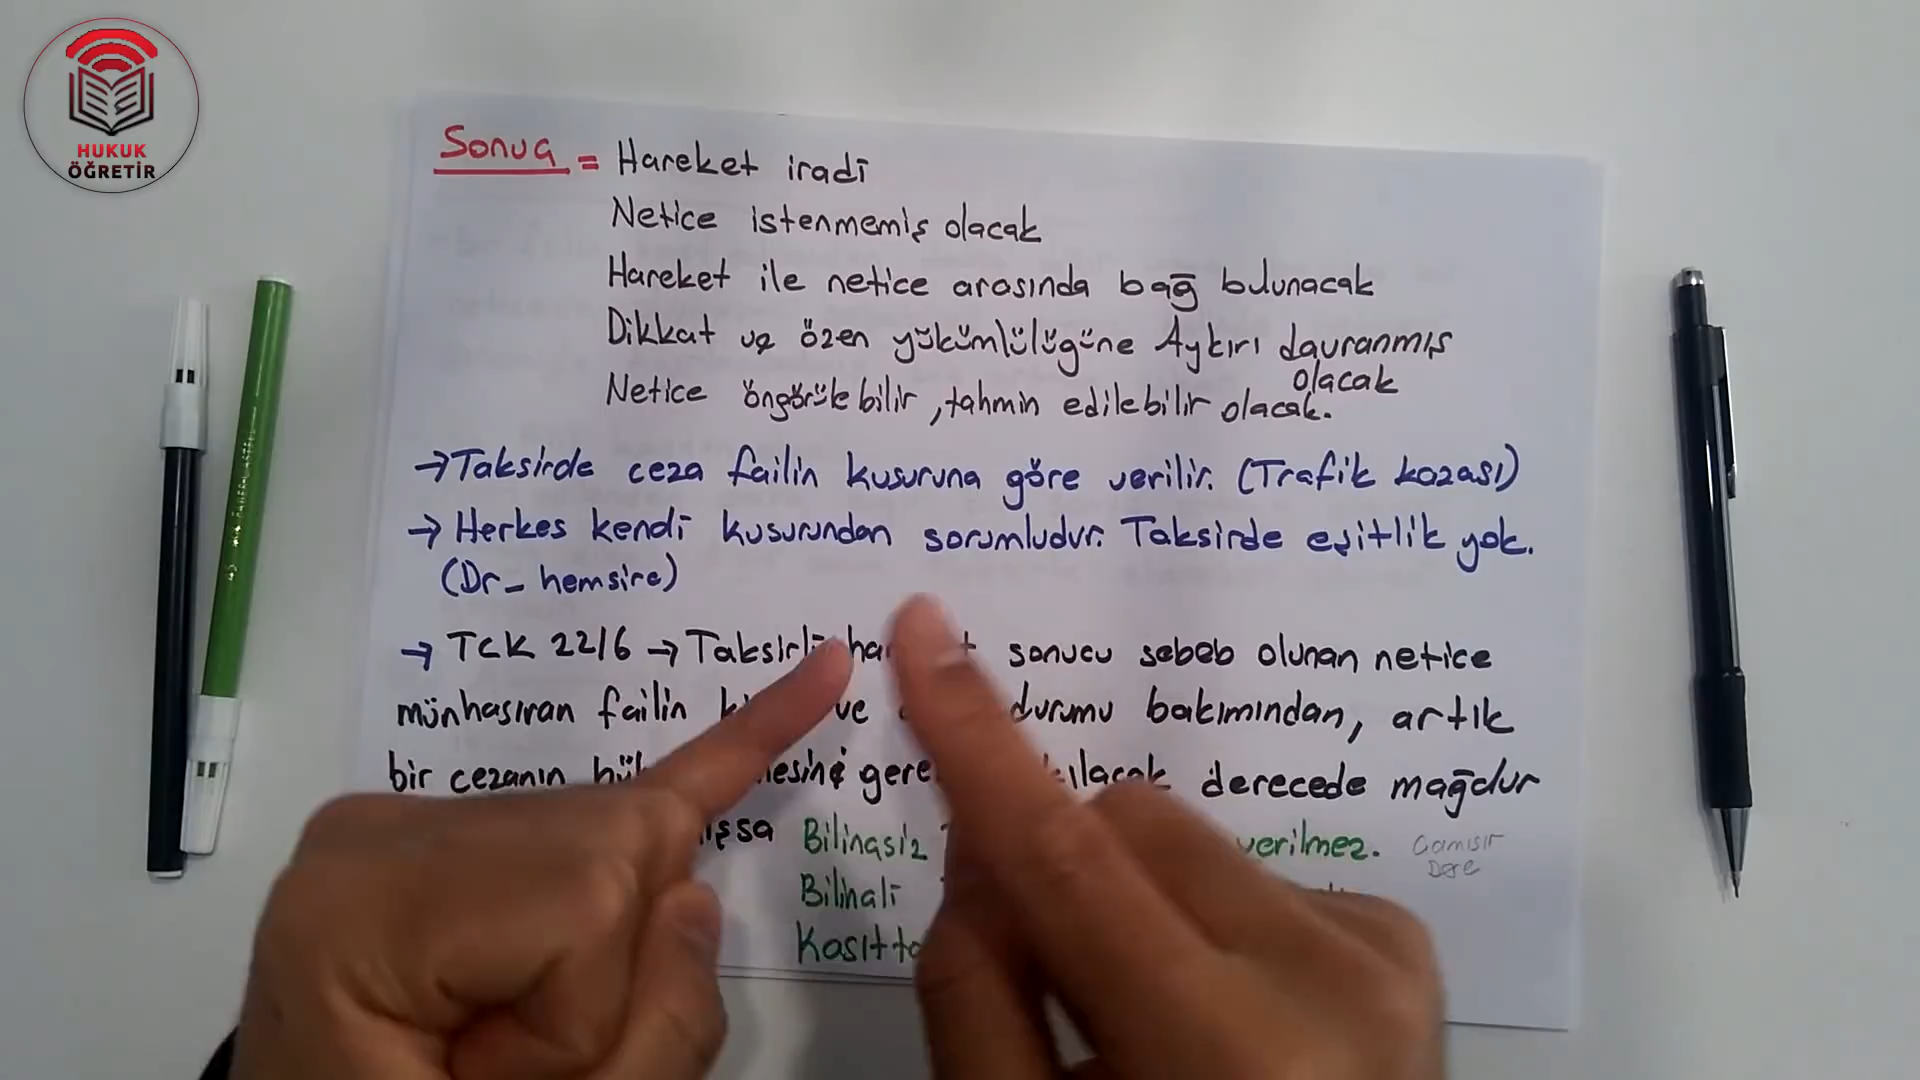 HUKUK
ÖĞRETİR
Sonuç = Hareket iradi
Netice istenmemiş olacak
Hareket ile netice arasında bağ bulunacak
Dikkat ve özen yükümlülüğüne Aykırı davranmış
olacak
Netice öngörülebilir, tahmin edilebilir olacak.
→ Taksirde ceza failin kusuruna göre verilir. (Trafik kazası)
→ Herkes kendi kusurundan sorumludur. Taksirde eşitlik yok.
(Dr - hemşire)
→ TCK 22/6 → Taksirli sonucu sebeb olunan netice
münhasıran failin ve durumu bakımından, artık
bir cezanın derecede mağdur
Bilinçsiz verilmez. Çamışır
Dere
Bilinçli